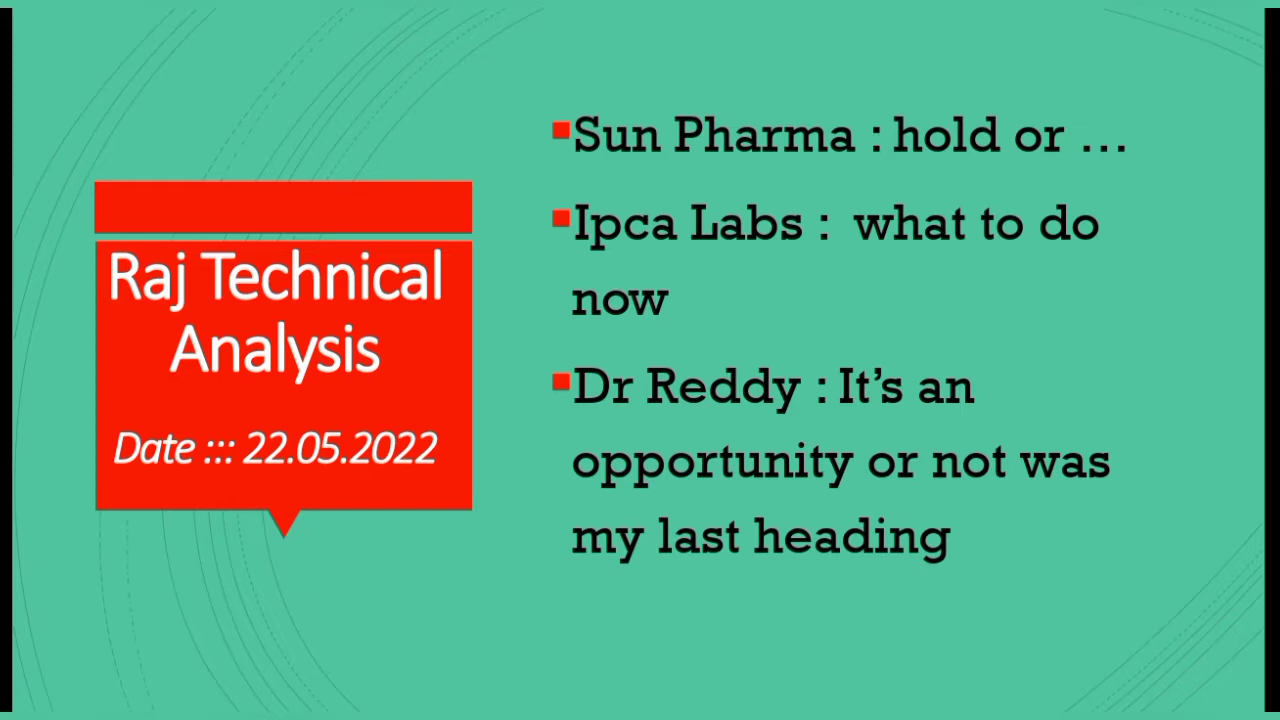 Raj Technical
Analysis
Date ::: 22.05.2022
Sun Pharma : hold or …
Ipca Labs :  what to do
now
Dr Reddy : It’s an
opportunity or not was
my last heading